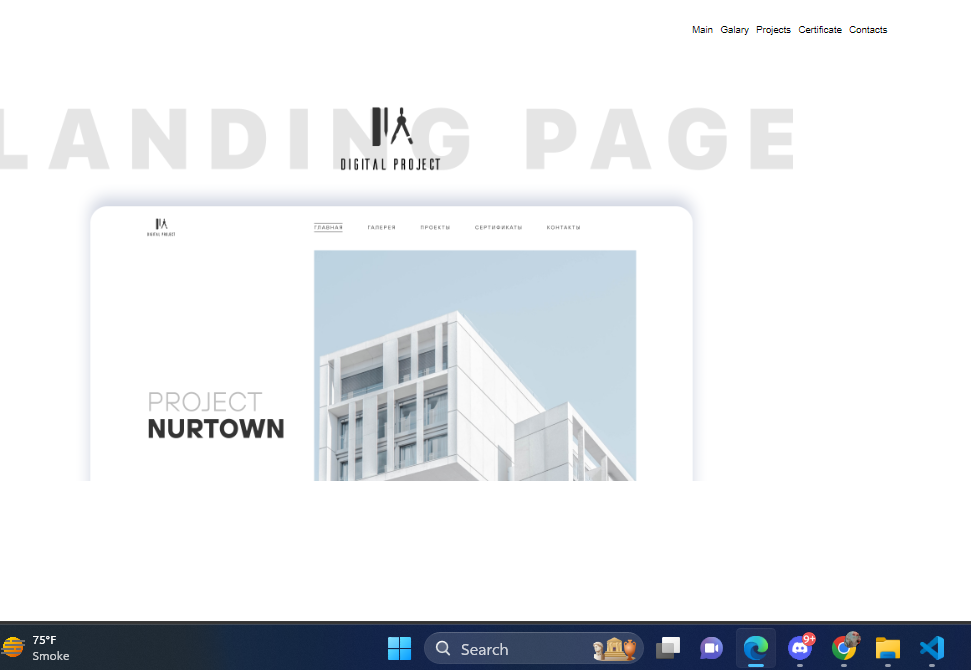 Main Galary Projects Certificate Contacts
LANDING PAGE
DIGITAL PROJECT
DIGITAL PROJECT
ГЛАВНАЯ ГАЛЕРЕЯ ПРОЕКТЫ СЕРТИФИКАТЫ КОНТАКТЫ
PROJECT
NURTOWN
75°F
Smoke
Search
9+